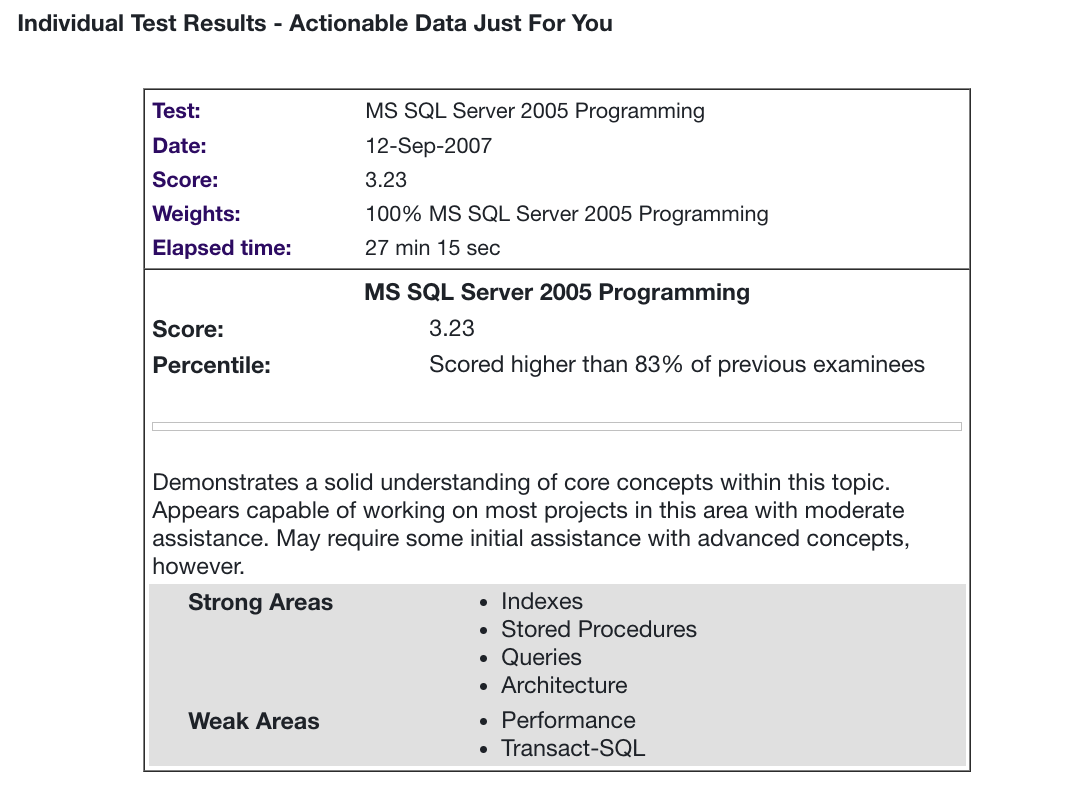 Individual Test Results - Actionable Data Just For You
Test: MS SQL Server 2005 Programming
Date: 12-Sep-2007
Score: 3.23
Weights: 100% MS SQL Server 2005 Programming
Elapsed time: 27 min 15 sec
MS SQL Server 2005 Programming
Score: 3.23
Percentile: Scored higher than 83% of previous examinees
Demonstrates a solid understanding of core concepts within this topic.
Appears capable of working on most projects in this area with moderate
assistance. May require some initial assistance with advanced concepts,
however.
Strong Areas • Indexes
• Stored Procedures
• Queries
• Architecture
Weak Areas • Performance
• Transact-SQL